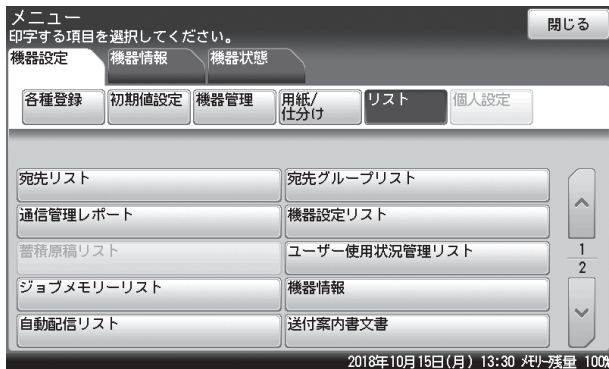 メニュー
印字する項目を選択してください。
閉じる
機器設定
機器情報
機器状態
各種登録
初期値設定
機器管理
用紙/
仕分け
リスト
個人設定
宛先リスト
宛先グループリスト
通信管理レポート
機器設定リスト
蓄積原稿リスト
ユーザー使用状況管理リスト
ジョブメモリーリスト
機器情報
自動配信リスト
送付案内書文書
1
2
2018年10月15日(月) 13:30 メモリー残量 100%